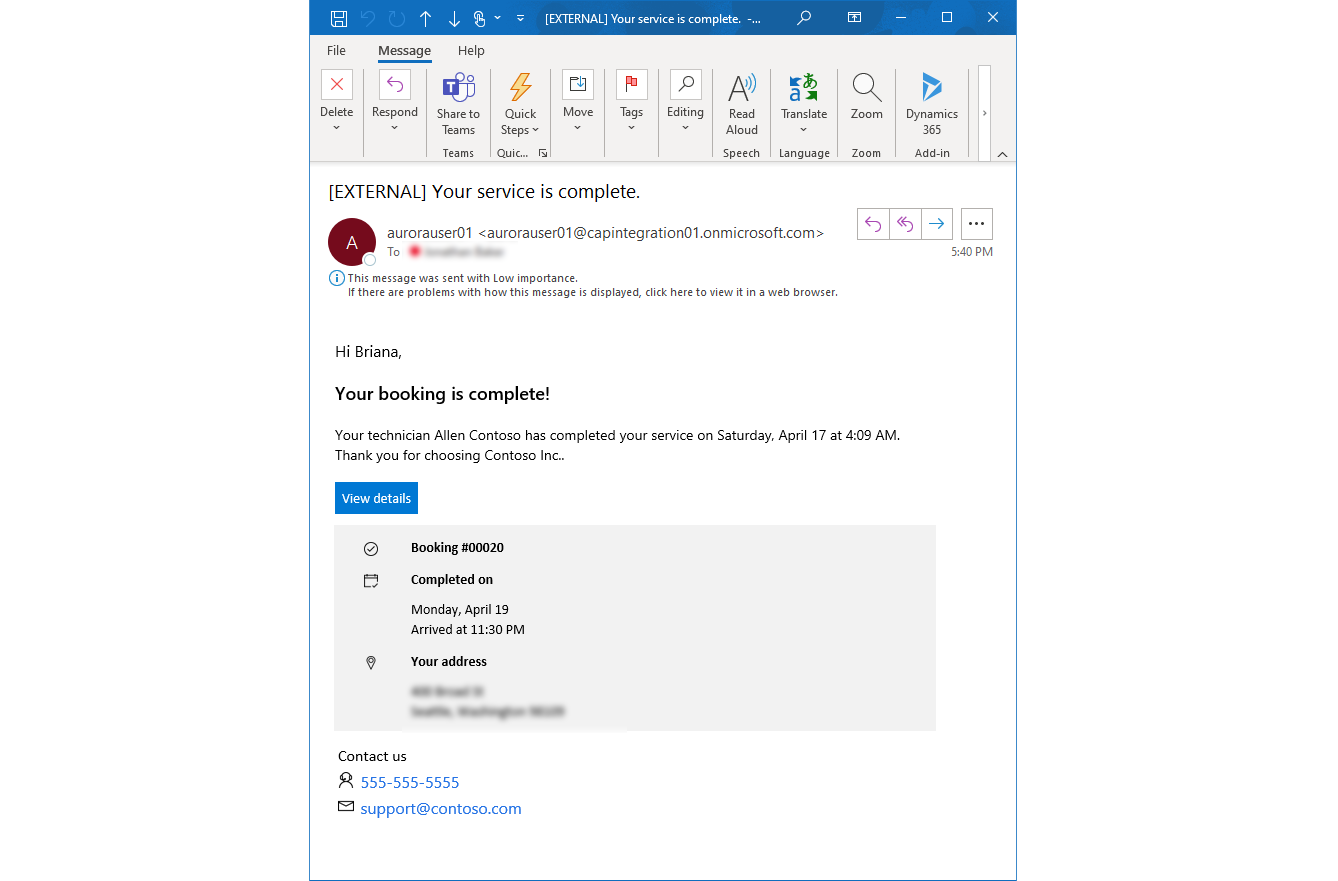 [EXTERNAL] Your service is complete. -...
File Message Help
Delete
Respond
Share to Teams
Quick Steps
Move
Tags
Editing
Read Aloud
Translate
Zoom
Dynamics 365
Teams Quic... Speech Language Zoom Add-in
[EXTERNAL] Your service is complete.
A
aurorauser01 <aurorauser01@capintegration01.onmicrosoft.com>
To
5:40 PM
This message was sent with Low importance.
If there are problems with how this message is displayed, click here to view it in a web browser.
Hi Briana,
Your booking is complete!
Your technician Allen Contoso has completed your service on Saturday, April 17 at 4:09 AM.
Thank you for choosing Contoso Inc..
View details
Booking #00020
Completed on
Monday, April 19
Arrived at 11:30 PM
Your address
Contact us
555-555-5555
support@contoso.com